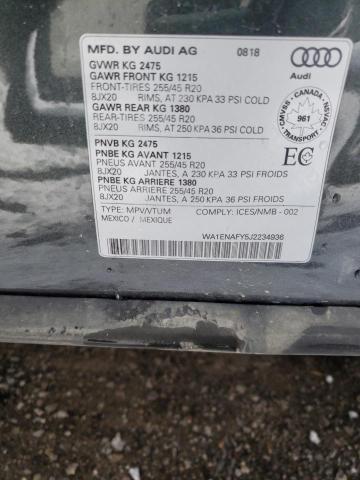 MFD. BY AUDI AG 0818
GVWR KG 2475
GAWR FRONT KG 1215
FRONT-TIRES 255/45 R20
8JX20 RIMS, AT 230 KPA 33 PSI COLD
GAWR REAR KG 1380
REAR-TIRES 255/45 R20
8JX20 RIMS, AT 250 KPA 36 PSI COLD
Audi
CANADA
CMVSS NSVAC
961
TRANSPORT
PNVB KG 2475
PNBE KG AVANT 1215
PNEUS AVANT 255/45 R20
8JX20 JANTES, A 230 KPA 33 PSI FROIDS
PNBE KG ARRIERE 1380
PNEUS ARRIERE 255/45 R20
8JX20 JANTES, A 250 KPA 36 PSI FROIDS
EC
TYPE: MPV/VTUM COMPLY: ICES/NMB - 002
MEXICO / MEXIQUE
WA1ENAFY5J2234936